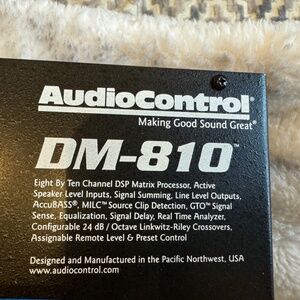 AudioControl®
Making Good Sound Great®
DM-810™
Eight By Ten Channel DSP Matrix Processor, Active
Speaker Level Inputs, Signal Summing, Line Level Outputs,
AccuBASS®, MILC™ Source Clip Detection, GTO™ Signal
Sense, Equalization, Signal Delay, Real Time Analyzer,
Configurable 24 dB / Octave Linkwitz-Riley Crossovers,
Assignable Remote Level & Preset Control
Designed and Manufactured in the Pacific Northwest, USA
www.audiocontrol.com